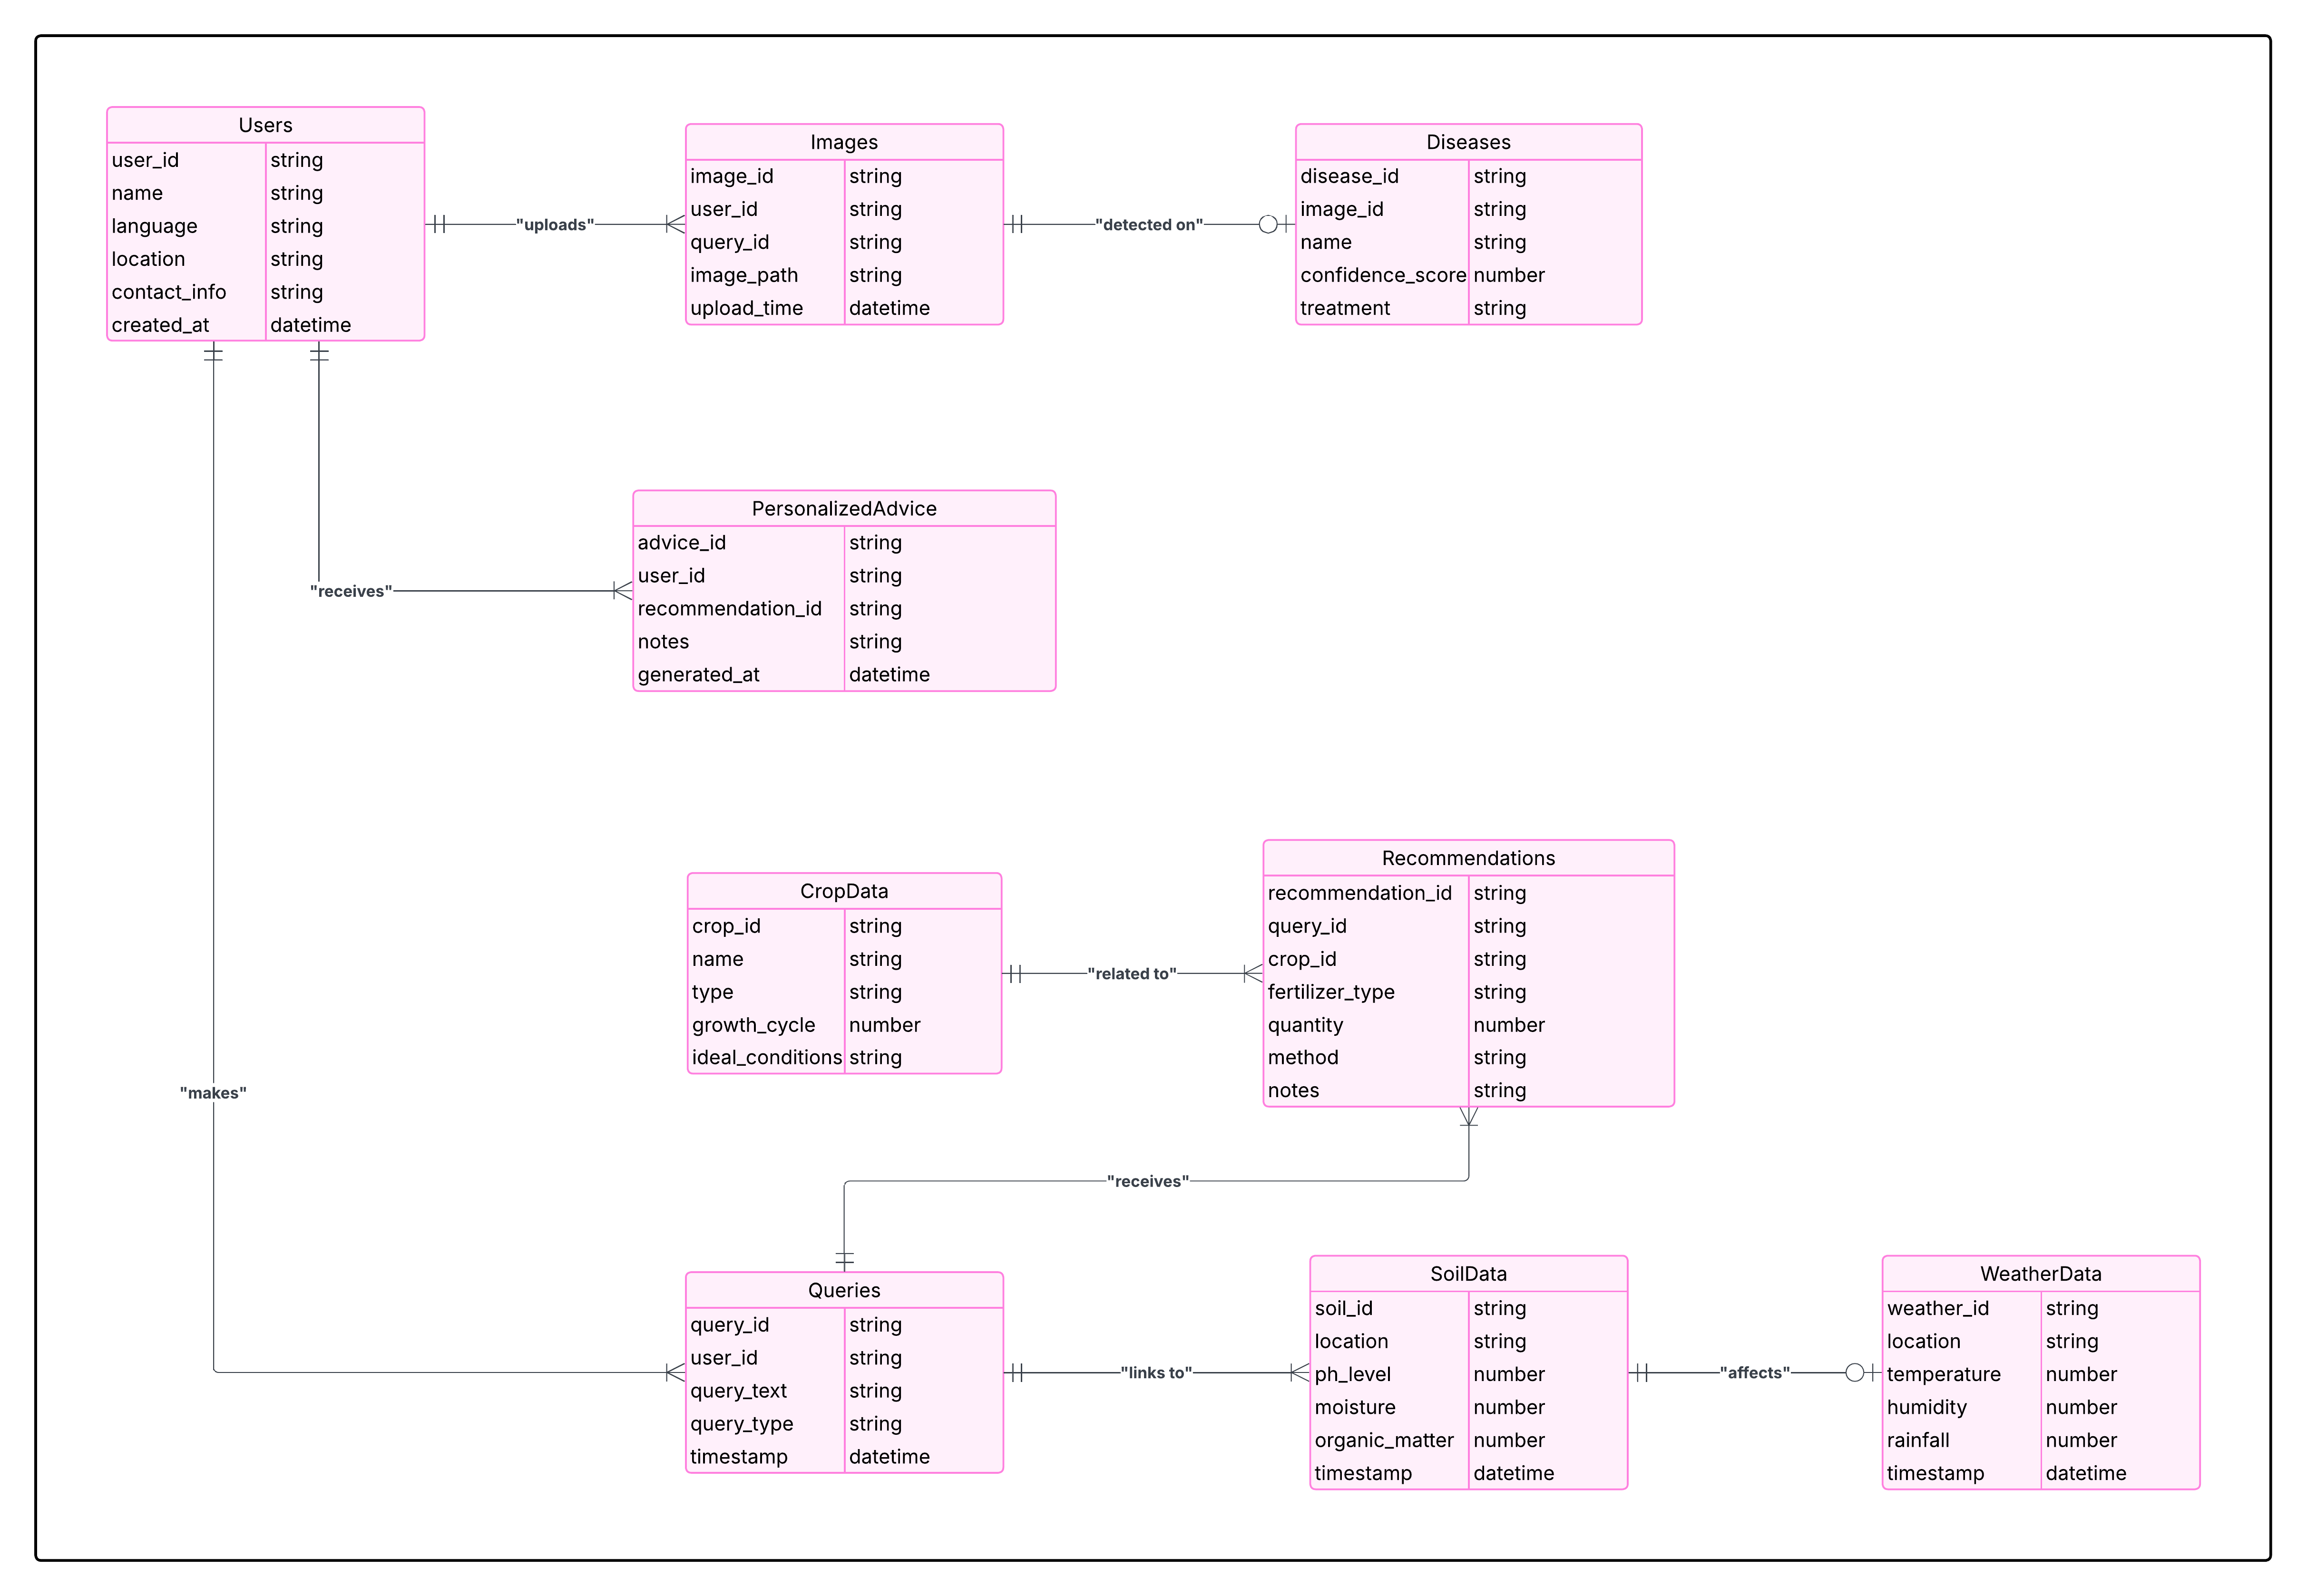 Users
user_id string
name string
language string
location string
contact_info string
created_at datetime
"uploads"
Images
image_id string
user_id string
query_id string
image_path string
upload_time datetime
"detected on"
Diseases
disease_id string
image_id string
name string
confidence_score number
treatment string
"receives"
PersonalizedAdvice
advice_id string
user_id string
recommendation_id string
notes string
generated_at datetime
CropData
crop_id string
name string
type string
growth_cycle number
ideal_conditions string
"related to"
Recommendations
recommendation_id string
query_id string
crop_id string
fertilizer_type string
quantity number
method string
notes string
"makes"
"receives"
Queries
query_id string
user_id string
query_text string
query_type string
timestamp datetime
"links to"
SoilData
soil_id string
location string
ph_level number
moisture number
organic_matter number
timestamp datetime
"affects"
WeatherData
weather_id string
location string
temperature number
humidity number
rainfall number
timestamp datetime